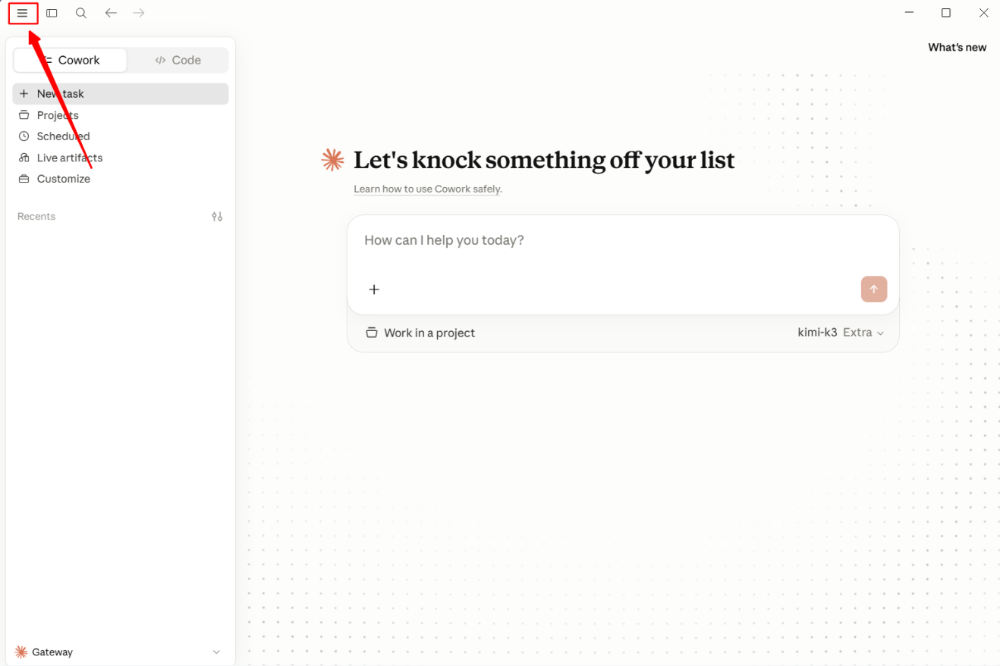 Cowork
Code
What's new
New task
Projects
Scheduled
Live artifacts
Customize
Recents
Let's knock something off your list
Learn how to use Cowork safely.
How can I help you today?
Work in a project
kimi-k3 Extra
Gateway